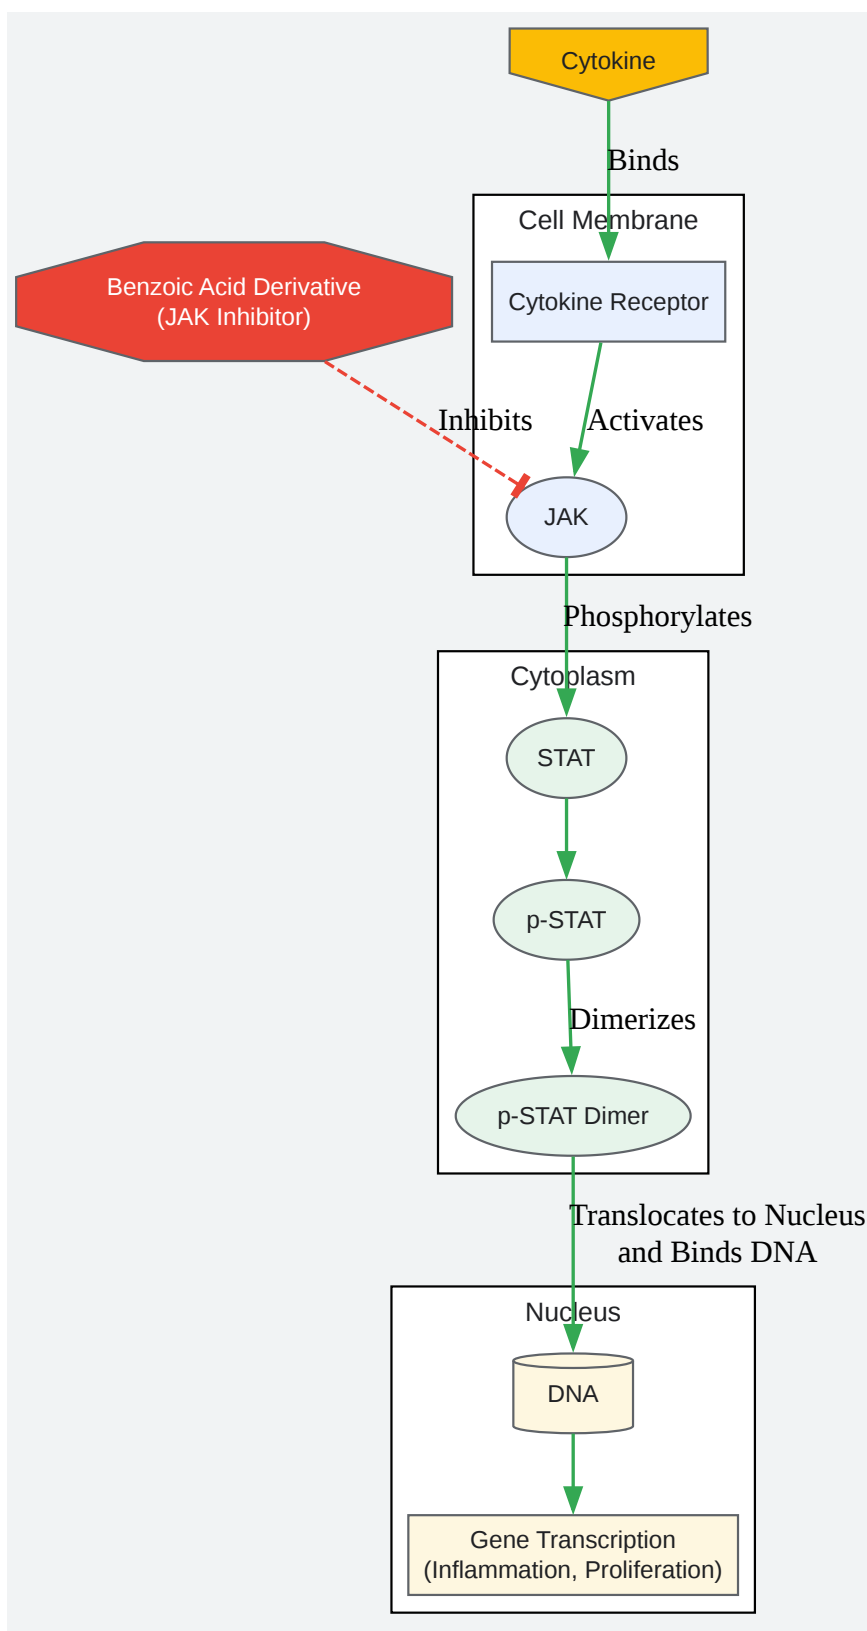 Cytokine
Binds
Cell Membrane
Benzoic Acid Derivative
(JAK Inhibitor)
Cytokine Receptor
Inhibits
Activates
JAK
Phosphorylates
Cytoplasm
STAT
p-STAT
Dimerizes
p-STAT Dimer
Translocates to Nucleus
and Binds DNA
Nucleus
DNA
Gene Transcription
(Inflammation, Proliferation)